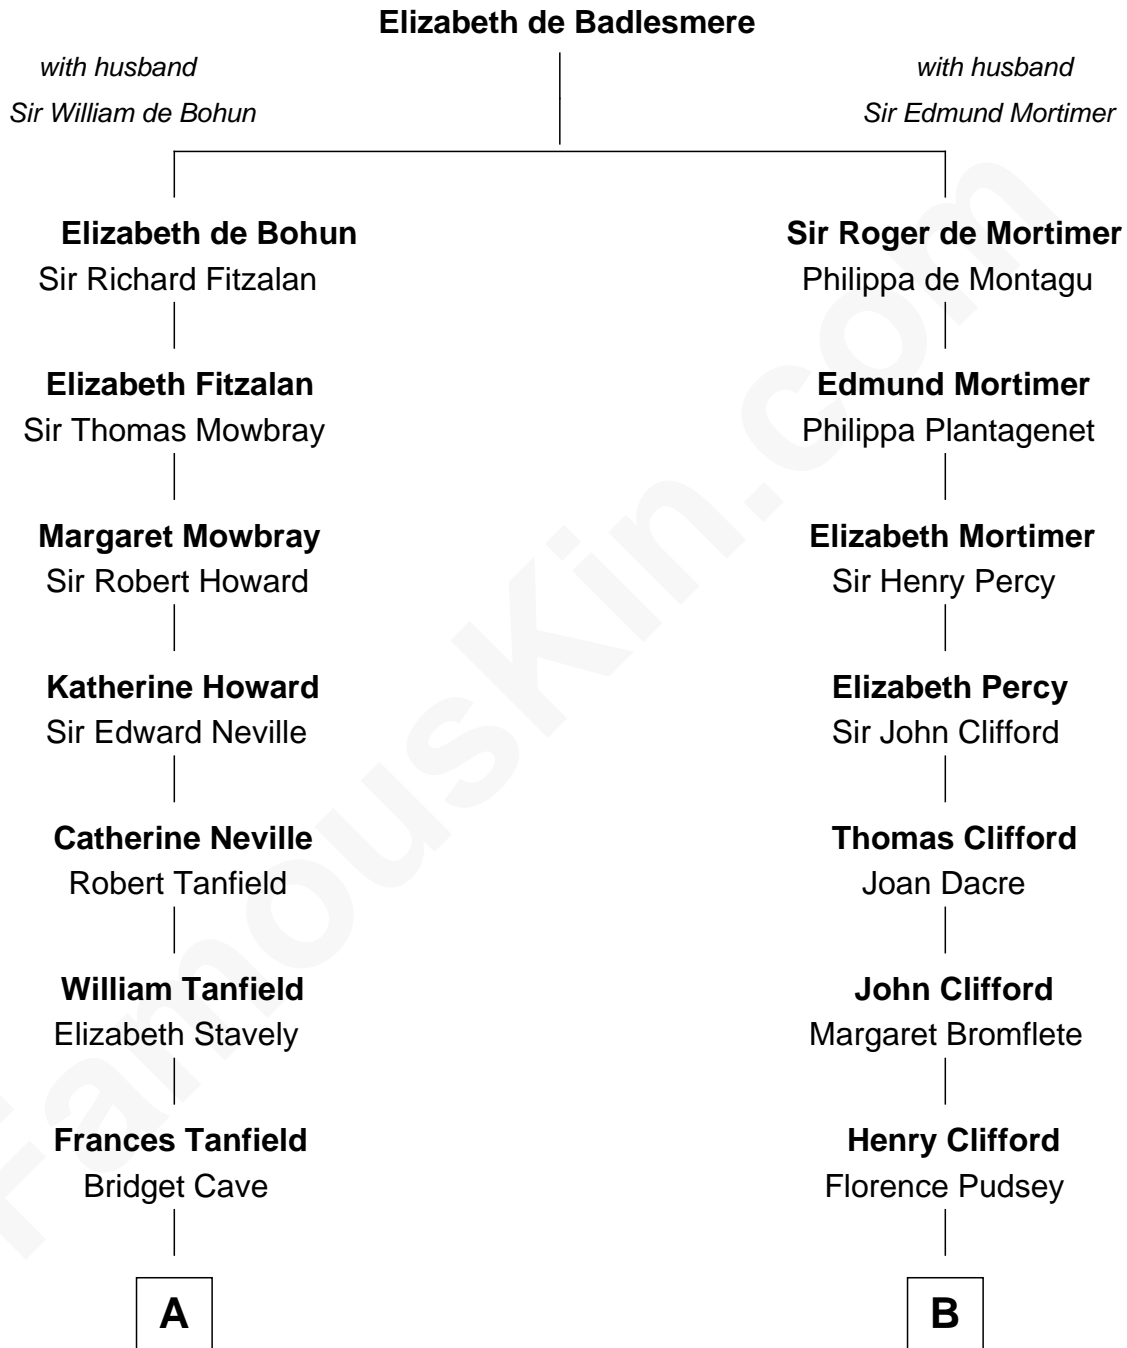 Elizabeth de Badlesmere
with husband
Sir William de Bohun
with husband
Sir Edmund Mortimer
Elizabeth de Bohun
Sir Richard Fitzalan
Sir Roger de Mortimer
Philippa de Montagu
Elizabeth Fitzalan
Sir Thomas Mowbray
Edmund Mortimer
Philippa Plantagenet
Margaret Mowbray
Sir Robert Howard
Elizabeth Mortimer
Sir Henry Percy
Katherine Howard
Sir Edward Neville
Elizabeth Percy
Sir John Clifford
Catherine Neville
Robert Tanfield
Thomas Clifford
Joan Dacre
William Tanfield
Elizabeth Stavely
John Clifford
Margaret Bromflete
Frances Tanfield
Bridget Cave
Henry Clifford
Florence Pudsey
A
B
FamousKin.com